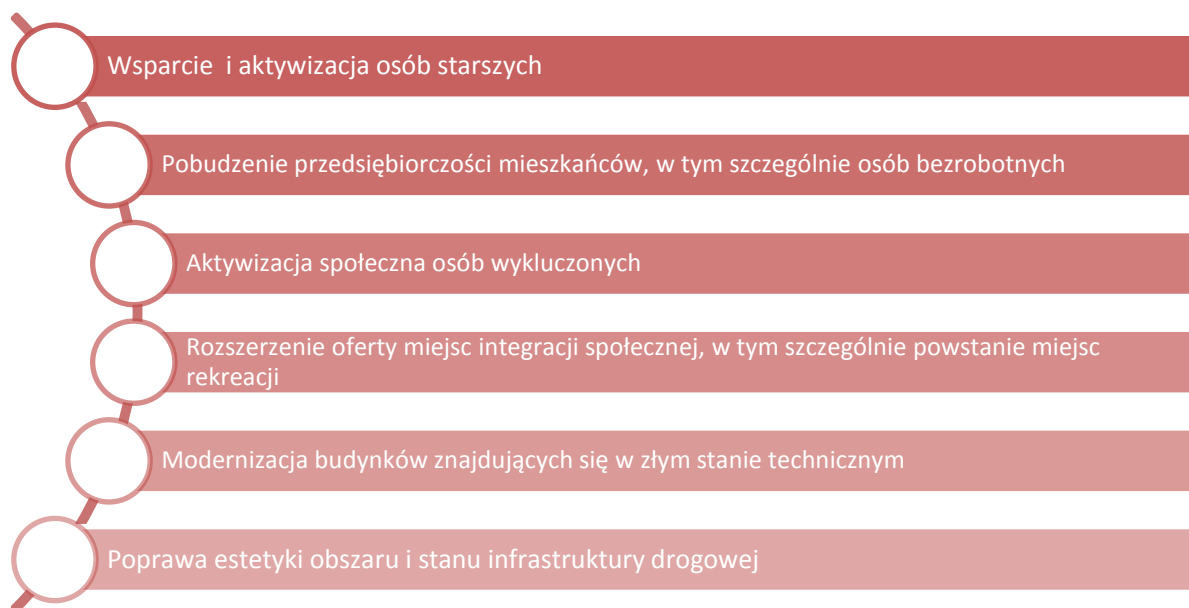 Wsparcie i aktywizacja osób starszych
Pobudzenie przedsiębiorczości mieszkańców, w tym szczególnie osób bezrobotnych
Aktywizacja społeczna osób wykluczonych
Rozszerzenie oferty miejsc integracji społecznej, w tym szczególnie powstanie miejsc
rekreacji
Modernizacja budynków znajdujących się w złym stanie technicznym
Poprawa estetyki obszaru i stanu infrastruktury drogowej